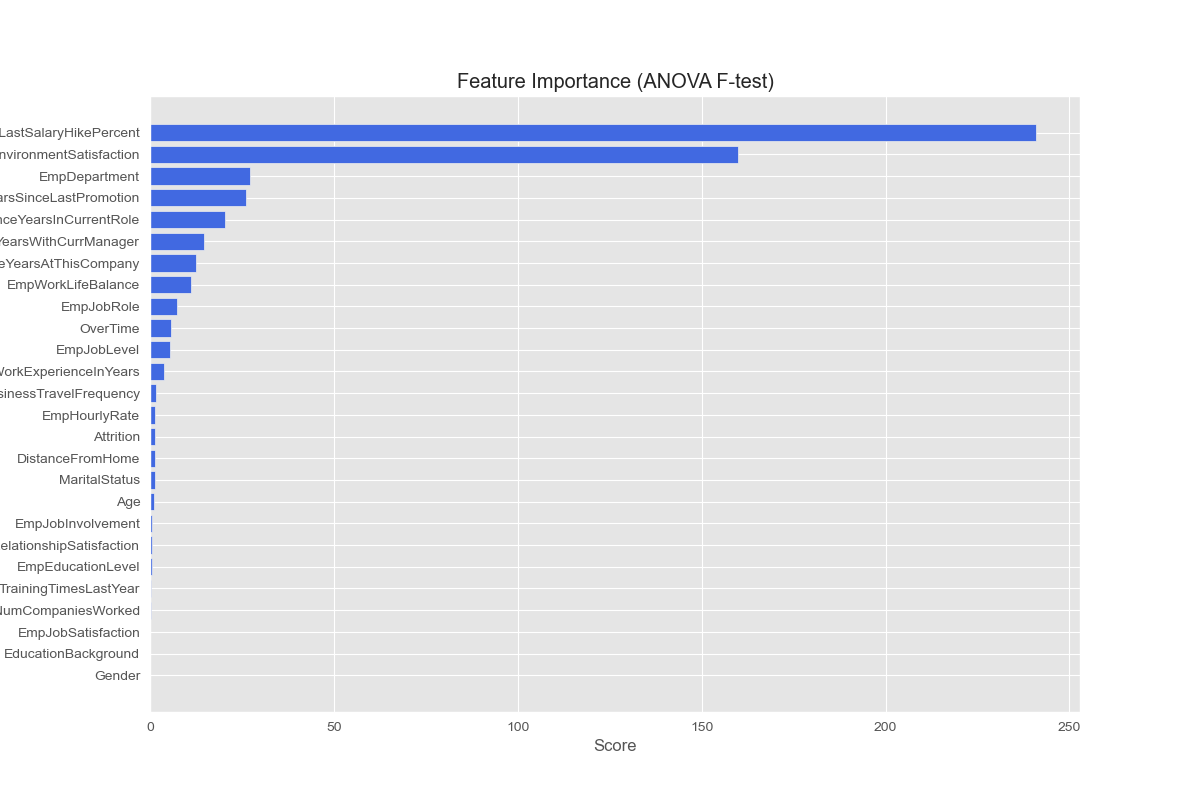 Feature Importance (ANOVA F-test)
LastSalaryHikePercent
nvironmentSatisfaction
EmpDepartment
arsSinceLastPromotion
nceYearsInCurrentRole
YearsWithCurrManager
eYearsAtThisCompany
EmpWorkLifeBalance
EmpJobRole
OverTime
EmpJobLevel
WorkExperienceInYears
sinessTravelFrequency
EmpHourlyRate
Attrition
DistanceFromHome
MaritalStatus
Age
EmpJobInvolvement
elationshipSatisfaction
EmpEducationLevel
TrainingTimesLastYear
NumCompaniesWorked
EmpJobSatisfaction
EducationBackground
Gender
0 50 100 150 200 250
Score